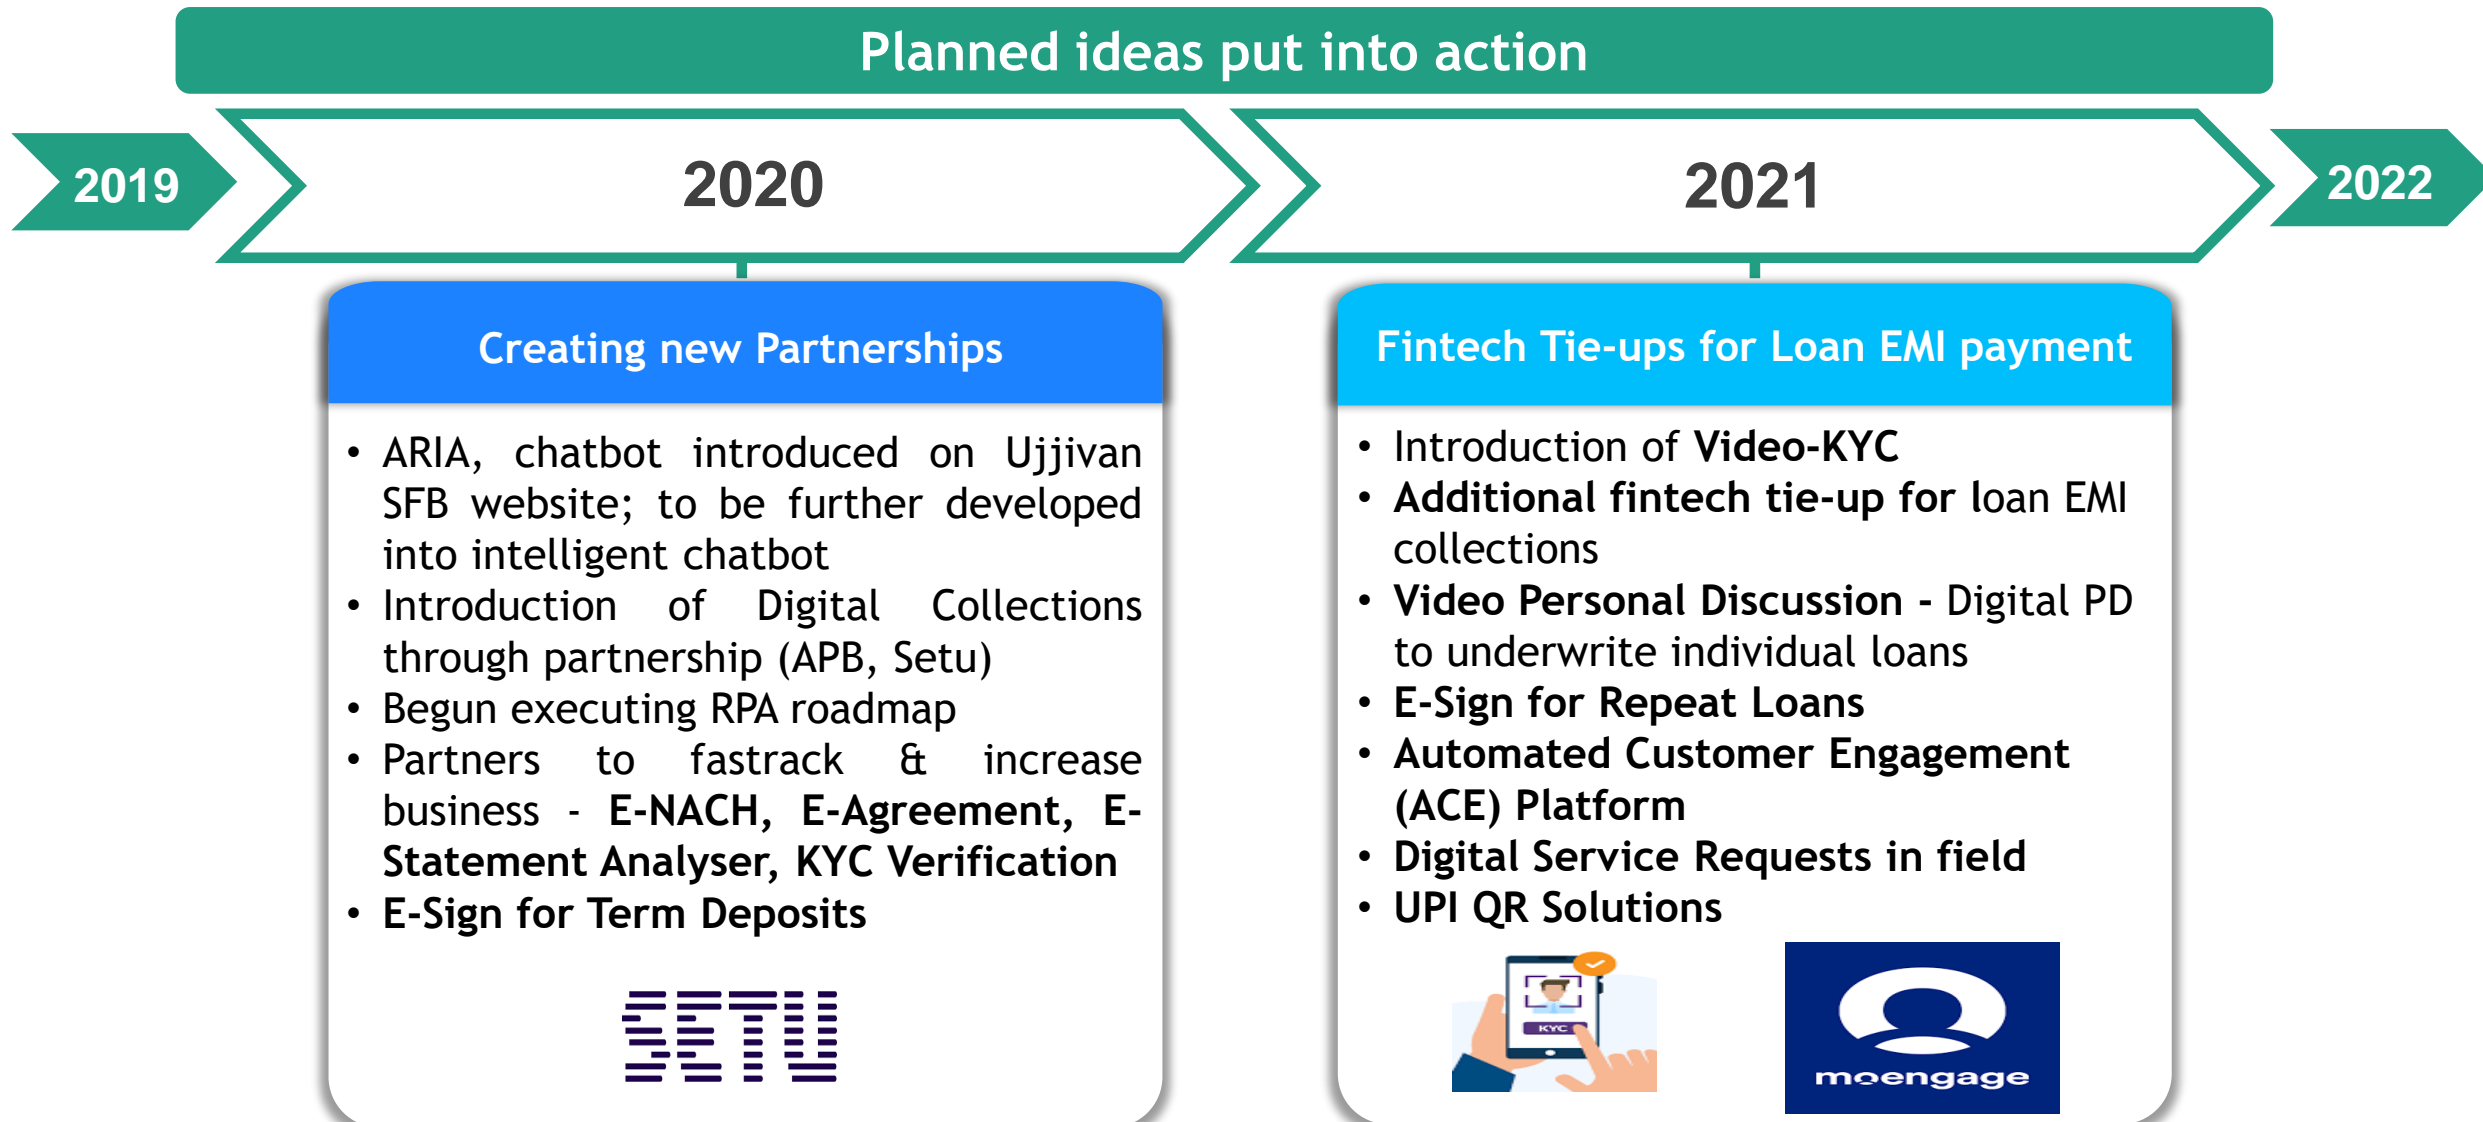 Planned ideas put into action
2019
2020
2021
2022
Creating new Partnerships
• ARIA, chatbot introduced on Ujjivan
SFB website; to be further developed
into intelligent chatbot
• Introduction of Digital Collections
through partnership (APB, Setu)
• Begun executing RPA roadmap
• Partners to fastrack & increase
business - E-NACH, E-Agreement, E-
Statement Analyser, KYC Verification
• E-Sign for Term Deposits
SETU
Fintech Tie-ups for Loan EMI payment
• Introduction of Video-KYC
• Additional fintech tie-up for loan EMI
collections
• Video Personal Discussion - Digital PD
to underwrite individual loans
• E-Sign for Repeat Loans
• Automated Customer Engagement
(ACE) Platform
• Digital Service Requests in field
• UPI QR Solutions
KYC
moengage